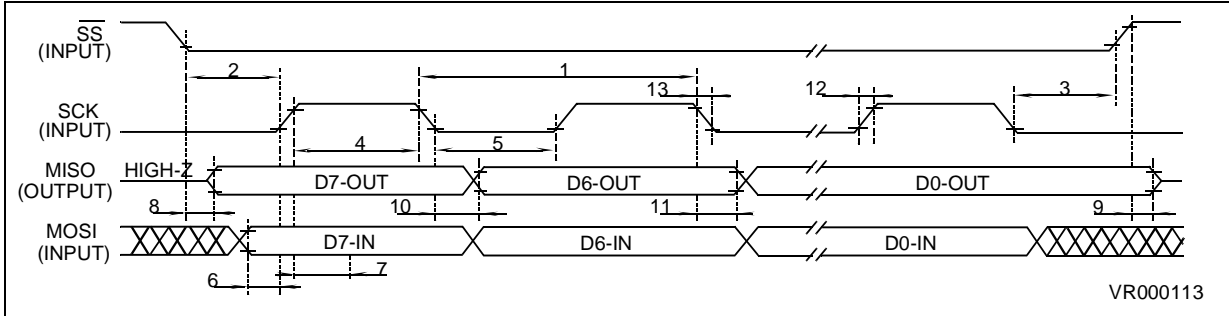 SS
(INPUT)
2
1
13
12
3
SCK
(INPUT)
4
5
MISO
(OUTPUT)
HIGH-Z
D7-OUT
D6-OUT
D0-OUT
8
10
11
9
MOSI
(INPUT)
D7-IN
D6-IN
D0-IN
6
7
VR000113